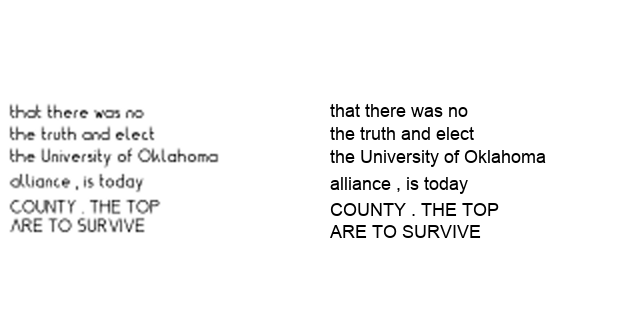 that there was no
the truth and elect
the University of Oklahoma
alliance , is today
COUNTY . THE TOP
ARE TO SURVIVE
that there was no
the truth and elect
the University of Oklahoma
alliance , is today
COUNTY . THE TOP
ARE TO SURVIVE